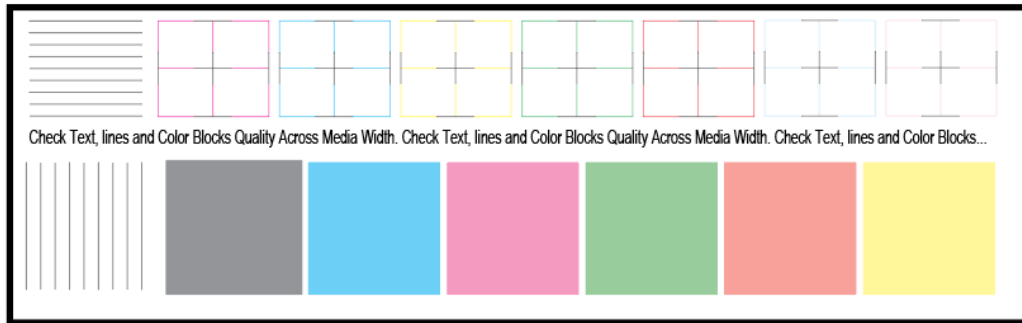 Check Text, lines and Color Blocks Quality Across Media Width. Check Text, lines and Color Blocks Quality Across Media Width. Check Text, lines and Color Blocks...